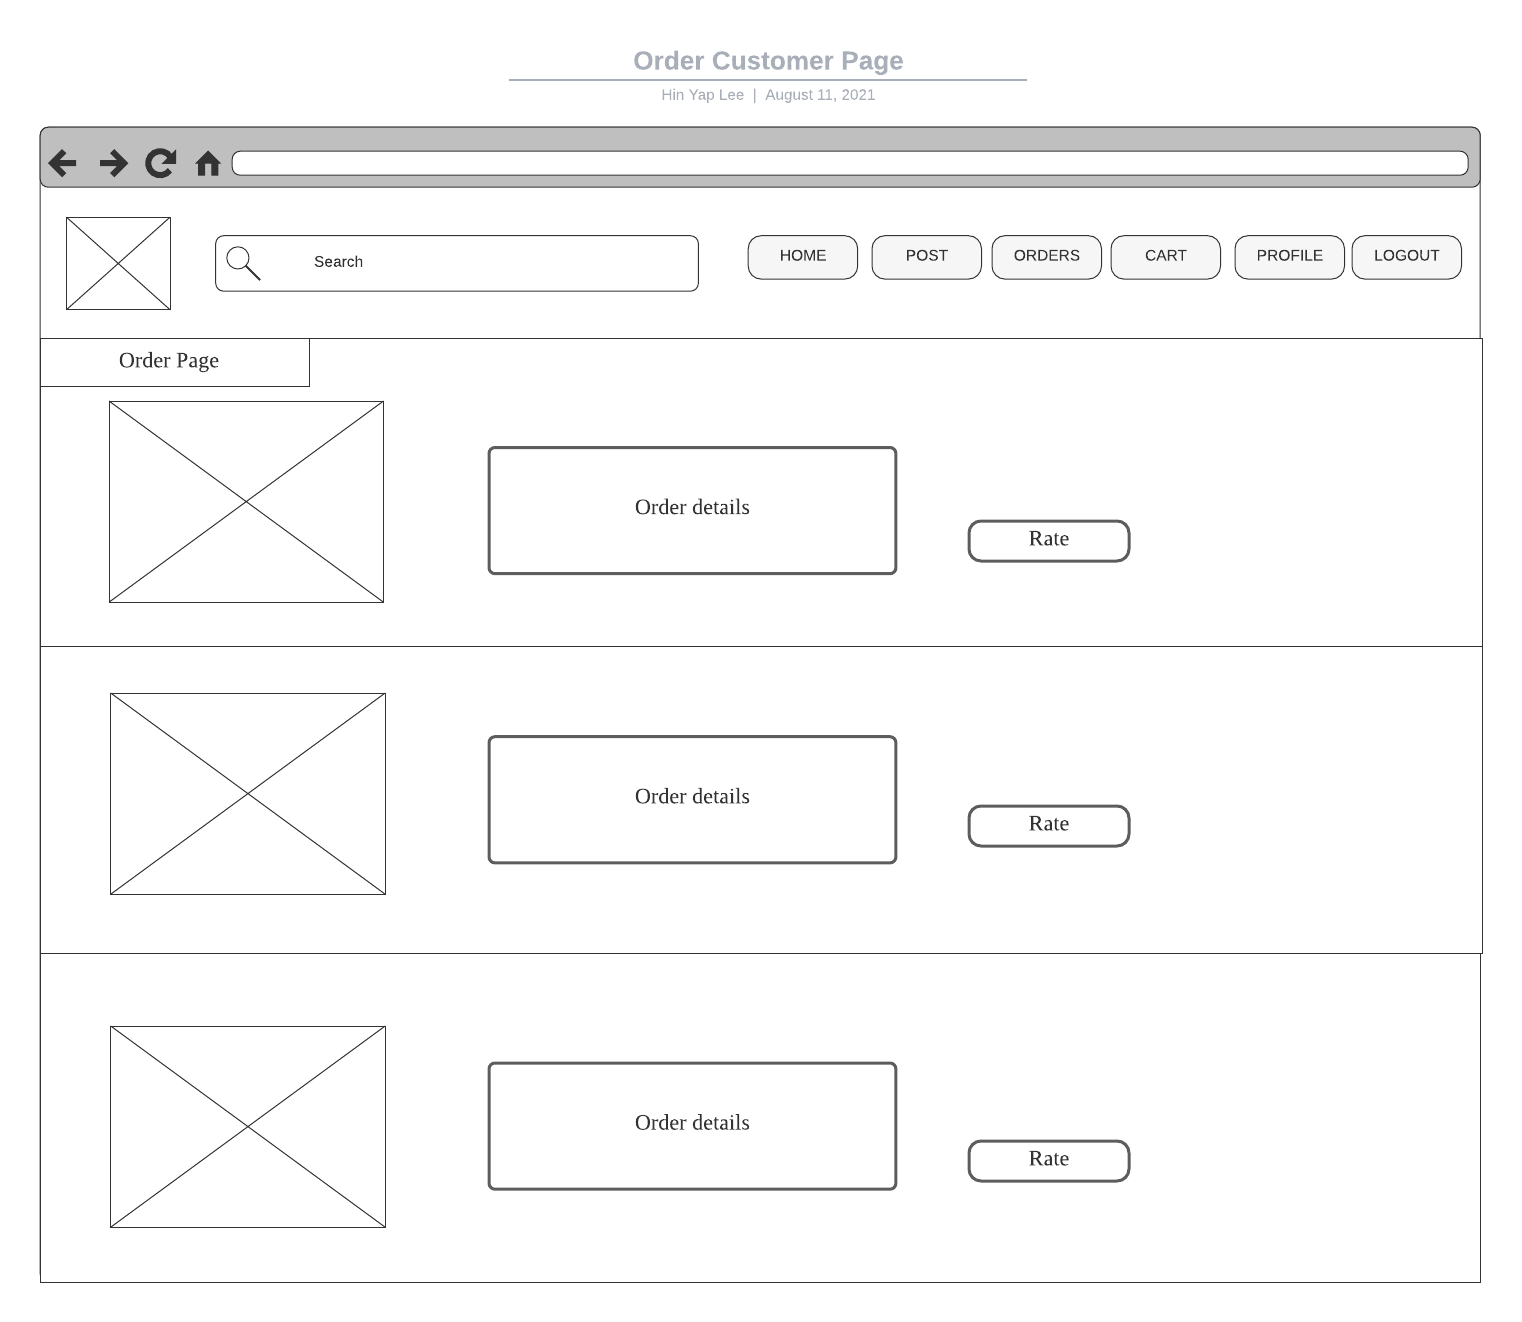 Order Customer Page
Hin Yap Lee | August 11, 2021
Search
HOME
POST
ORDERS
CART
PROFILE
LOGOUT
Order Page
Order details
Rate
Order details
Rate
Order details
Rate